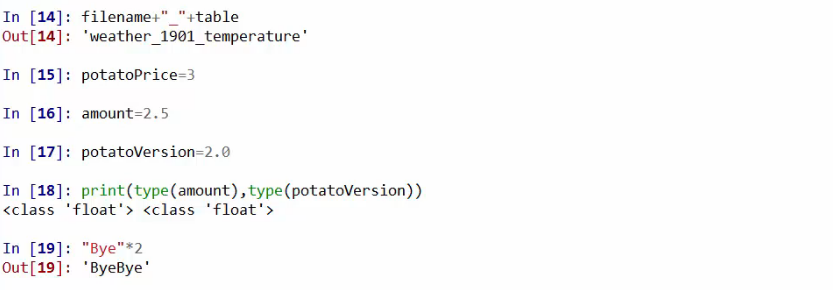 In [14]: filename+"_"+table
Out[14]: 'weather_1901_temperature'
In [15]: potatoPrice=3
In [16]: amount=2.5
In [17]: potatoVersion=2.0
In [18]: print(type(amount),type(potatoVersion))
<class 'float'> <class 'float'>
In [19]: "Bye"*2
Out[19]: 'ByeBye'